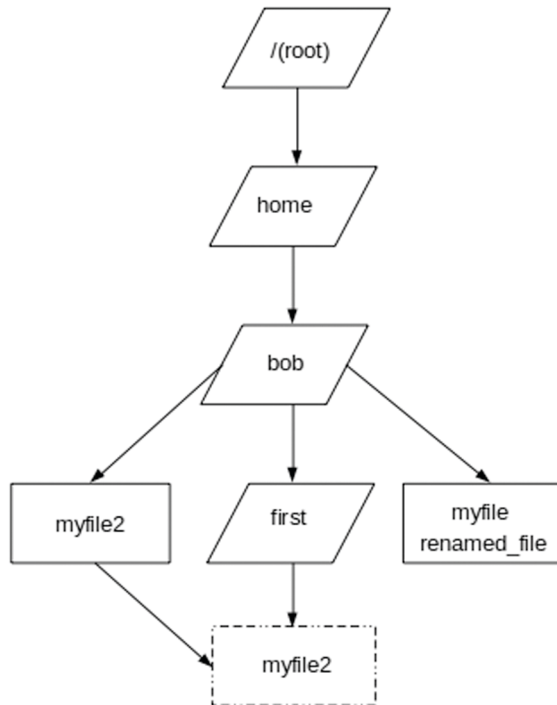 /(root)
home
bob
myfile2
first
myfile
renamed_file
myfile2